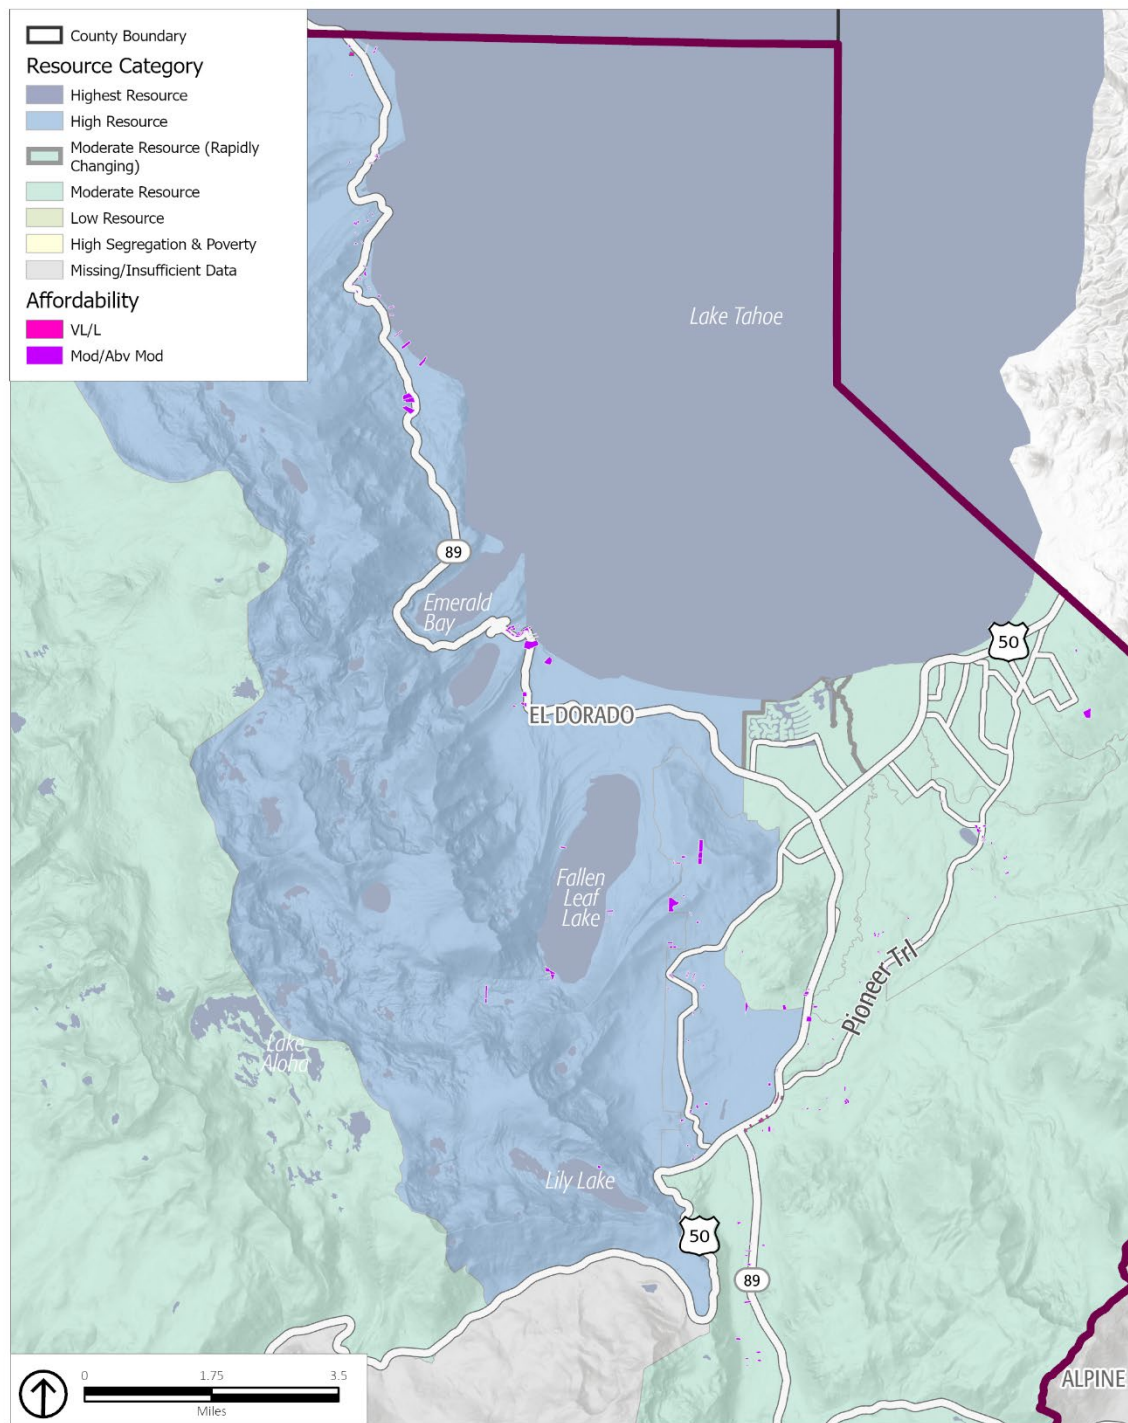 County Boundary
Resource Category
Highest Resource
High Resource
Moderate Resource (Rapidly
Changing)
Moderate Resource
Low Resource
High Segregation & Poverty
Missing/Insufficient Data
Affordability
VL/L
Mod/Abv Mod
Lake Tahoe
89
Emerald
Bay
50
EL DORADO
Fallen
Leaf
Lake
Pioneer Trl
Lake
Aloha
Lily Lake
50
89
ALPINE
0 1.75 3.5
Miles